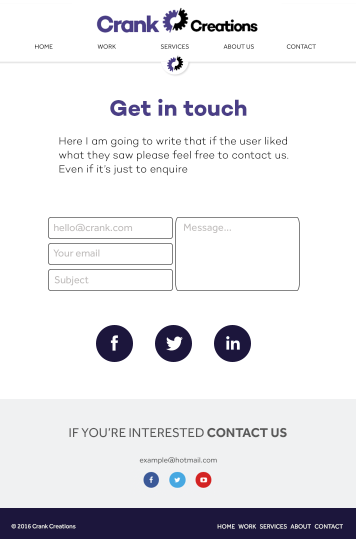 Crank Creations
HOME WORK SERVICES ABOUT US CONTACT
Get in touch
Here I am going to write that if the user liked
what they saw please feel free to contact us.
Even if it's just to enquire
hello@crank.com
Message...
Your email
Subject
IF YOU'RE INTERESTED CONTACT US
example@hotmail.com
© 2016 Crank Creations
HOME WORK SERVICES ABOUT CONTACT